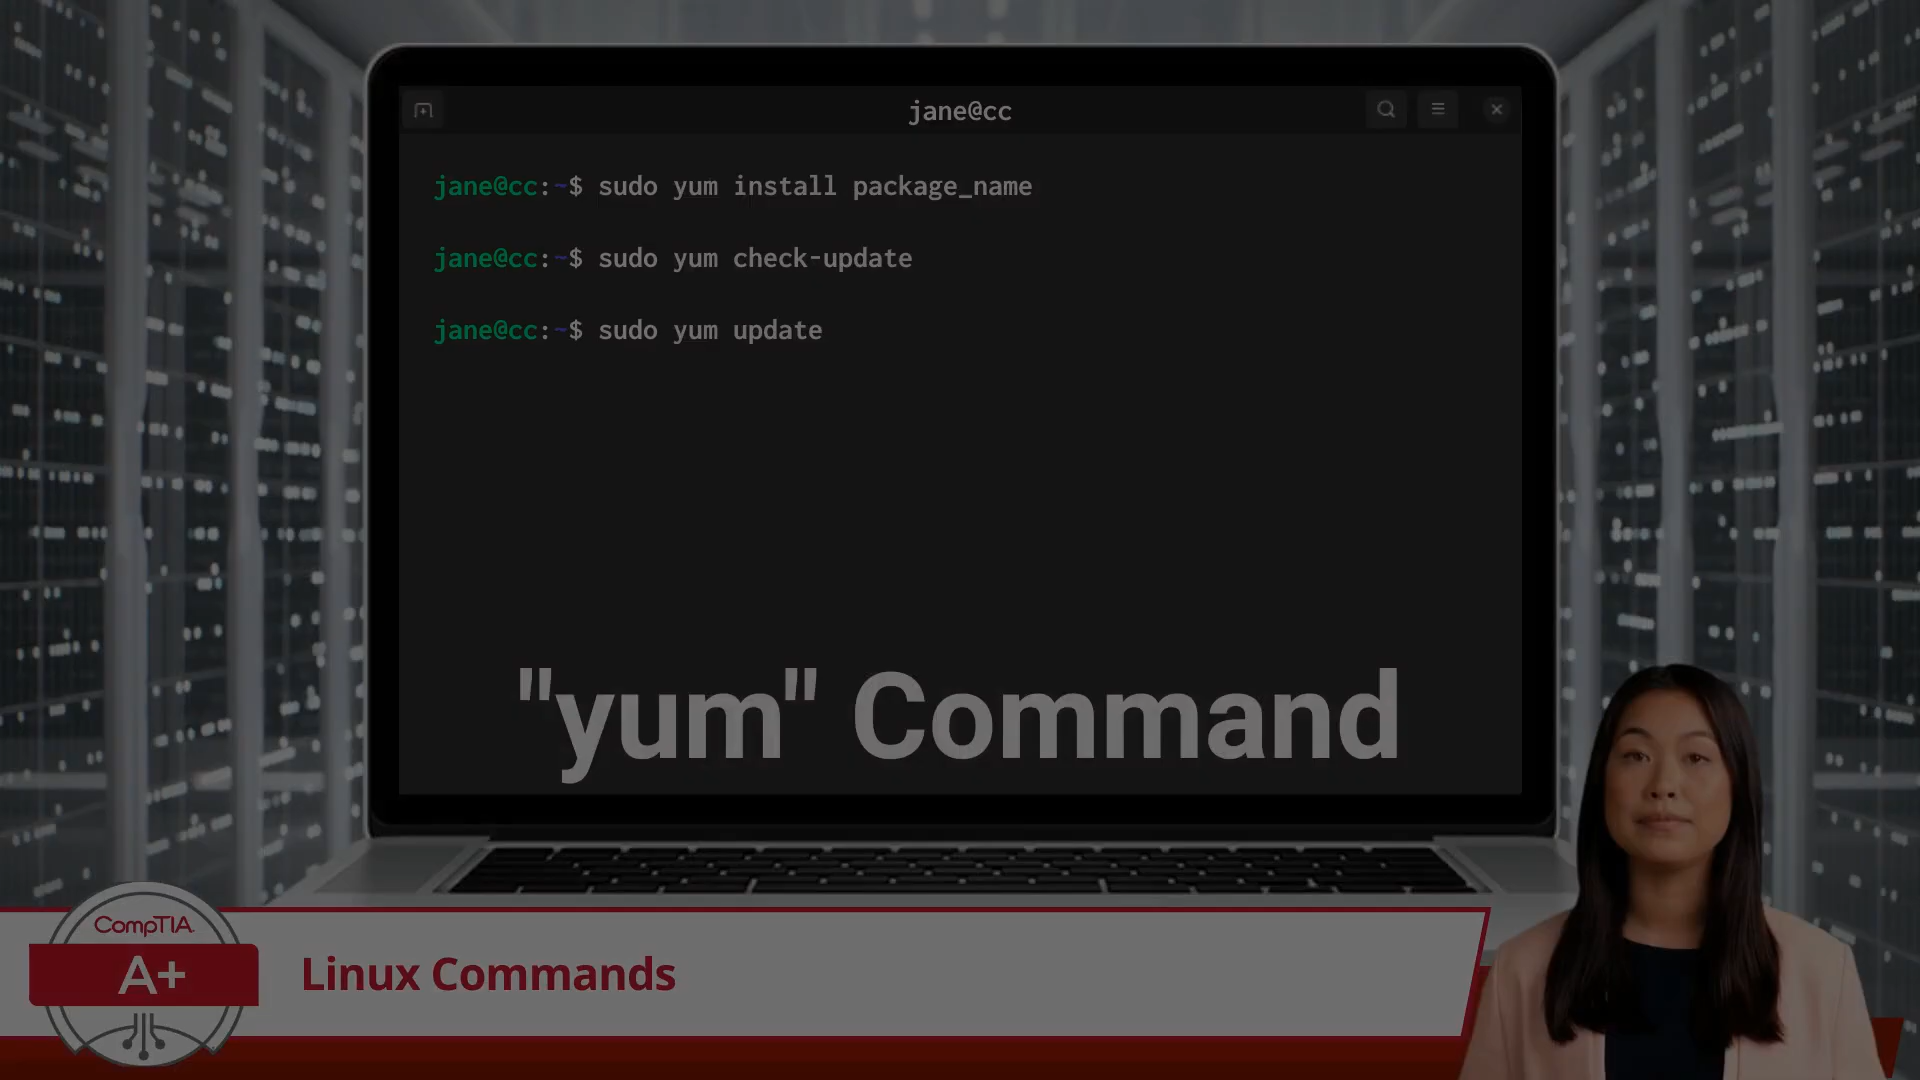 jane@cc
jane@cc:~$ sudo yum install package_name
jane@cc:~$ sudo yum check-update
jane@cc:~$ sudo yum update
"yum" Command
CompTIA
A+
Linux Commands